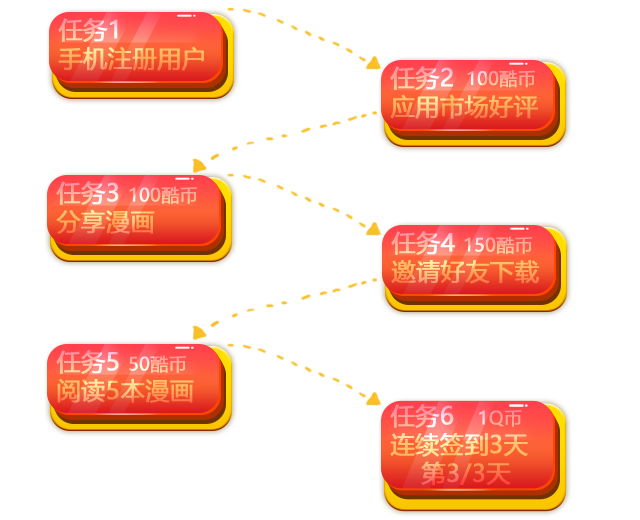 任务1
手机注册用户
任务2 100酷币
应用市场好评
任务3 100酷币
分享漫画
任务4 150酷币
邀请好友下载
任务5 50酷币
阅读5本漫画
任务6 1Q币
连续签到3天
第3/3天